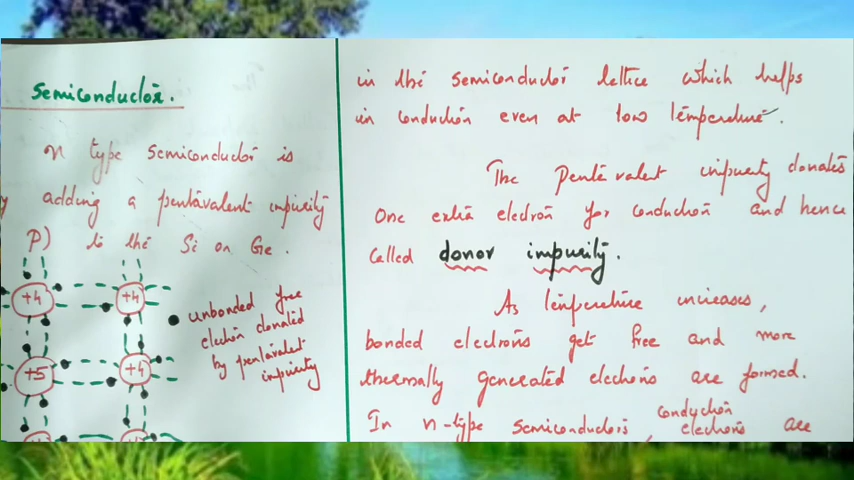 Semiconductor.
n type semiconductor is
adding a pentavalent impurity
P) to the Si or Ge.
+4 +4
unbonded free
electron donated
by pentavalent
impurity
+5 +4
in the semiconductor lettice which helps
in conduction even at low temperature.
The Pentavalent impurity donates
One extra electron for conduction and hence
Called donor impurity.
As temperature increases,
bonded electrons get free and more
thermally generated electrons are formed.
conduction
In n-type semiconductors, electrons are